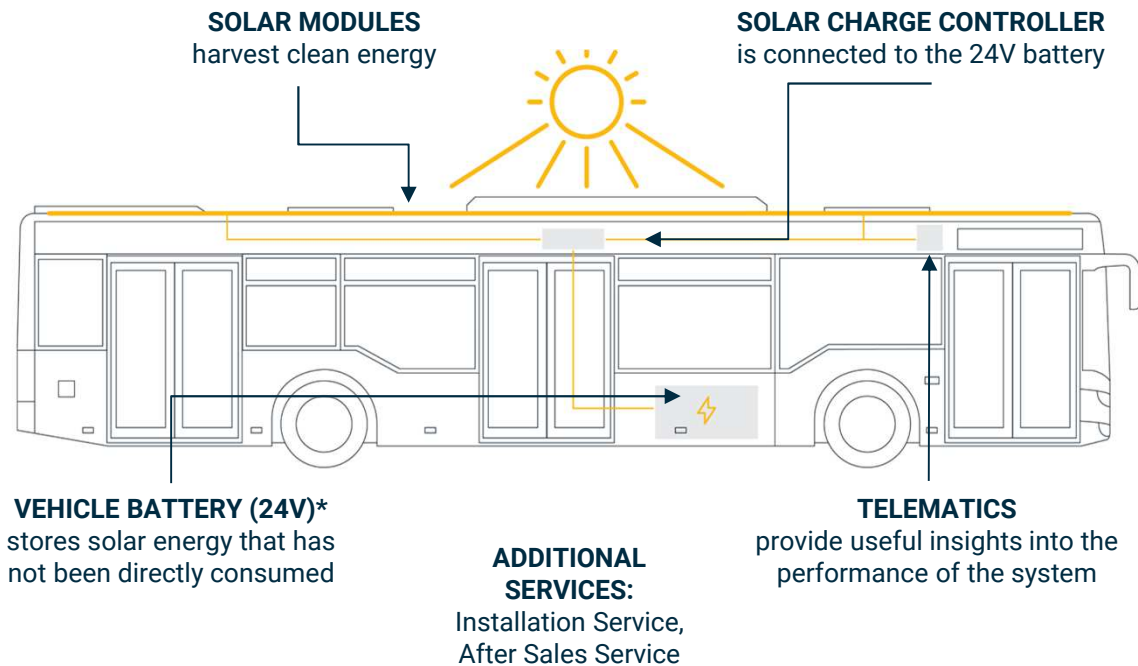 SOLAR MODULES
harvest clean energy
SOLAR CHARGE CONTROLLER
is connected to the 24V battery
VEHICLE BATTERY (24V)*
stores solar energy that has
not been directly consumed
ADDITIONAL
SERVICES:
Installation Service,
After Sales Service
TELEMATICS
provide useful insights into the
performance of the system